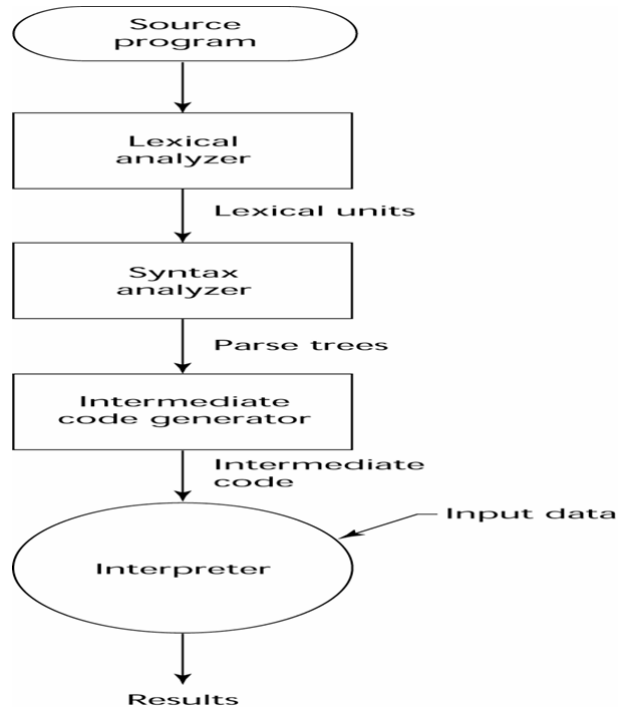 Source
program
Lexical
analyzer
Lexical units
Syntax
analyzer
Parse trees
Intermediate
code generator
Intermediate
code
Input data
Interpreter
Results